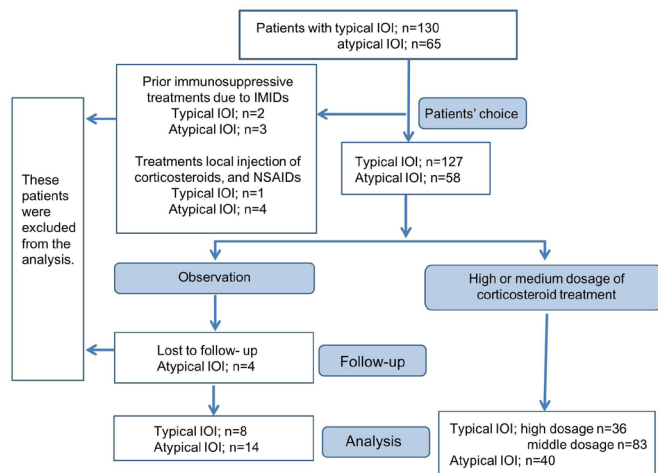 Patients with typical IOI; n=130
atypical IOI; n=65
Prior immunosuppressive
treatments due to IMIDs
Typical IOI; n=2
Atypical IOI; n=3
Treatments local injection of
corticosteroids, and NSAIDs
Typical IOI; n=1
Atypical IOI; n=4
Patients' choice
Typical IOI; n=127
Atypical IOI; n=58
These
patients
were
excluded
from the
analysis.
Observation
High or medium dosage of
corticosteroid treatment
Lost to follow- up
Atypical IOI; n=4
Follow-up
Typical IOI; n=8
Atypical IOI; n=14
Analysis
Typical IOI; high dosage n=36
middle dosage n=83
Atypical IOI; n=40